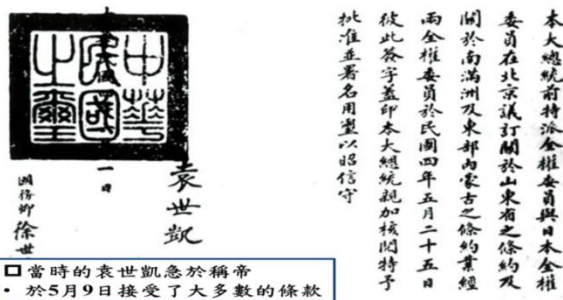 本大總統前特派全權委員與日本全權
委員在北京議訂關於山東省之條約及
關於南滿洲及東部內蒙古之條約業經
兩全權委員於民國四年五月二十五日
彼此簽字蓋印本大總統親加核閱特予
批准並署名用璽以昭信守
中華民國之璽
一日
袁世凱
國務卿 徐世
當時的袁世凱急於稱帝
• 於5月9日接受了大多數的條款